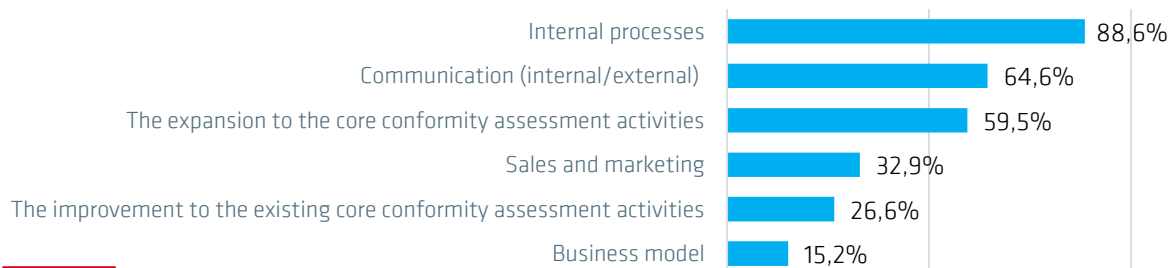 Internal processes 88,6%
Communication (internal/external) 64,6%
The expansion to the core conformity assessment activities 59,5%
Sales and marketing 32,9%
The improvement to the existing core conformity assessment activities 26,6%
Business model 15,2%